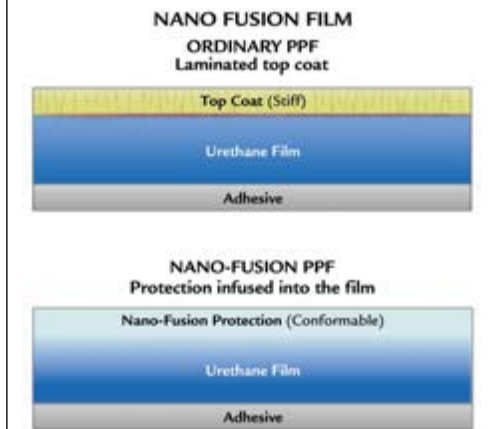 NANO FUSION FILM
ORDINARY PPF
Laminated top coat
Top Coat (Stiff)
Urethane Film
Adhesive
NANO-FUSION PPF
Protection infused into the film
Nano-Fusion Protection (Conformable)
Urethane Film
Adhesive